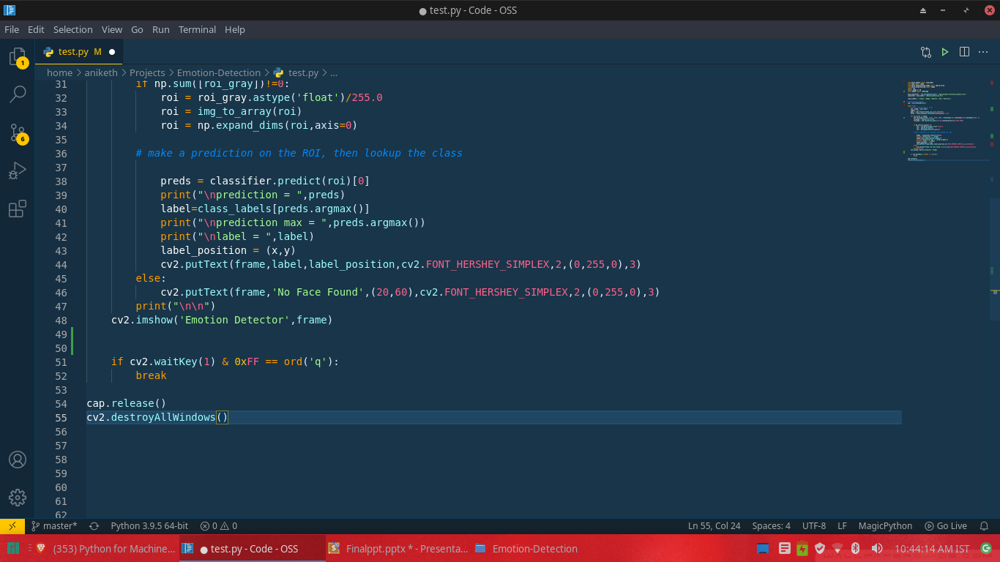 test.py - Code - OSS
File Edit Selection View Go Run Terminal Help
test.py M
home > aniketh > Projects > Emotion-Detection > test.py > ...
31 if np.sum([roi_gray])!=0:
32 roi = roi_gray.astype('float')/255.0
33 roi = img_to_array(roi)
34 roi = np.expand_dims(roi,axis=0)
35
36 # make a prediction on the ROI, then lookup the class
37
38 preds = classifier.predict(roi)[0]
39 print("\nprediction = ",preds)
40 label=class_labels[preds.argmax()]
41 print("\nprediction max = ",preds.argmax())
42 print("\nlabel = ",label)
43 label_position = (x,y)
44 cv2.putText(frame,label,label_position,cv2.FONT_HERSHEY_SIMPLEX,2,(0,255,0),3)
45 else:
46 cv2.putText(frame,'No Face Found',(20,60),cv2.FONT_HERSHEY_SIMPLEX,2,(0,255,0),3)
47 print("\n\n")
48 cv2.imshow('Emotion Detector',frame)
49
50
51 if cv2.waitKey(1) & 0xFF == ord('q'):
52 break
53
54 cap.release()
55 cv2.destroyAllWindows()
56
57
58
59
60
61
62
1
6
master* Python 3.9.5 64-bit 0 0 Ln 55, Col 24 Spaces: 4 UTF-8 LF MagicPython Go Live
(353) Python for Machine... test.py - Code - OSS Finalppt.pptx * - Presenta... Emotion-Detection 10:44:14 AM IST